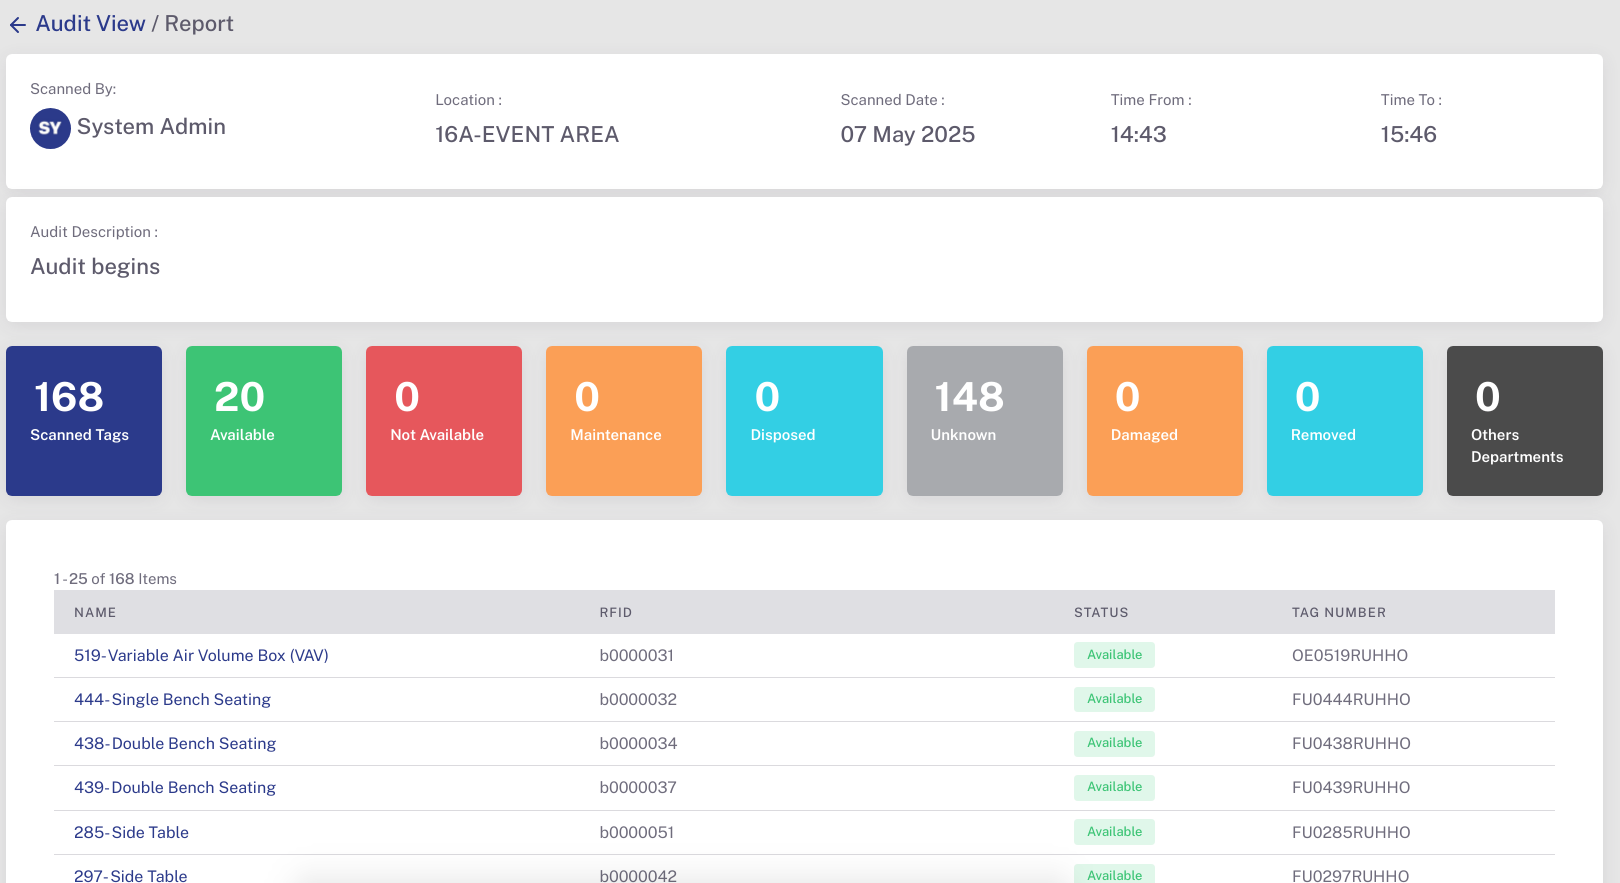 Audit View / Report
Scanned By:
SY System Admin
Location :
16A-EVENT AREA
Scanned Date :
07 May 2025
Time From :
14:43
Time To :
15:46
Audit Description :
Audit begins
168
Scanned Tags
20
Available
0
Not Available
0
Maintenance
0
Disposed
148
Unknown
0
Damaged
0
Removed
0
Others
Departments
1-25 of 168 Items
NAME RFID STATUS TAG NUMBER
519-Variable Air Volume Box (VAV) b0000031 Available OE0519RUHHO
444-Single Bench Seating b0000032 Available FU0444RUHHO
438-Double Bench Seating b0000034 Available FU0438RUHHO
439-Double Bench Seating b0000037 Available FU0439RUHHO
285-Side Table b0000051 Available FU0285RUHHO
297-Side Table b0000042 Available FU0297RUHHO